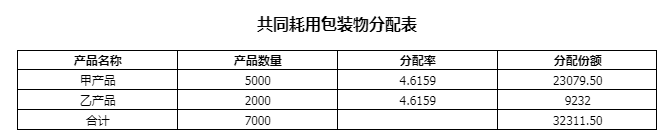 共同耗用包装物分配表
产品名称 产品数量 分配率 分配份额
甲产品 5000 4.6159 23079.50
乙产品 2000 4.6159 9232
合计 7000 32311.50